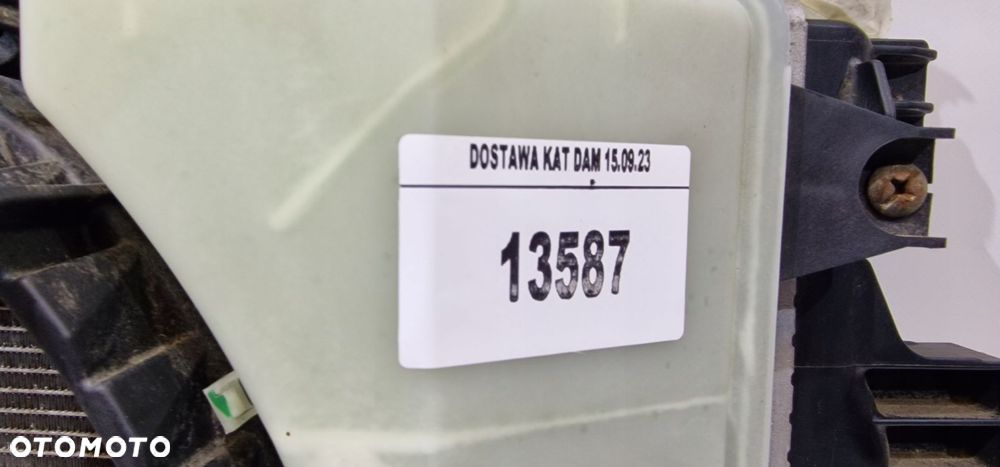 DOSTAWA KAT DAM 15.09.23
13587
OTOMOTO